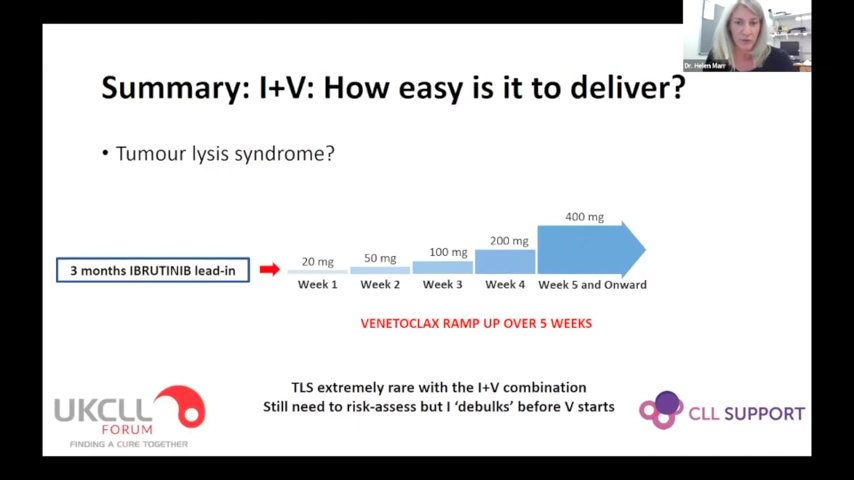 Dr. Helen Marr
Summary: I+V: How easy is it to deliver?
• Tumour lysis syndrome?
400 mg
200 mg
100 mg
50 mg
20 mg
3 months IBRUTINIB lead-in
Week 1 Week 2 Week 3 Week 4 Week 5 and Onward
VENETOCLAX RAMP UP OVER 5 WEEKS
TLS extremely rare with the I+V combination
Still need to risk-assess but I ‘debulks’ before V starts
UKCLL
FORUM
FINDING A CURE TOGETHER
CLL SUPPORT